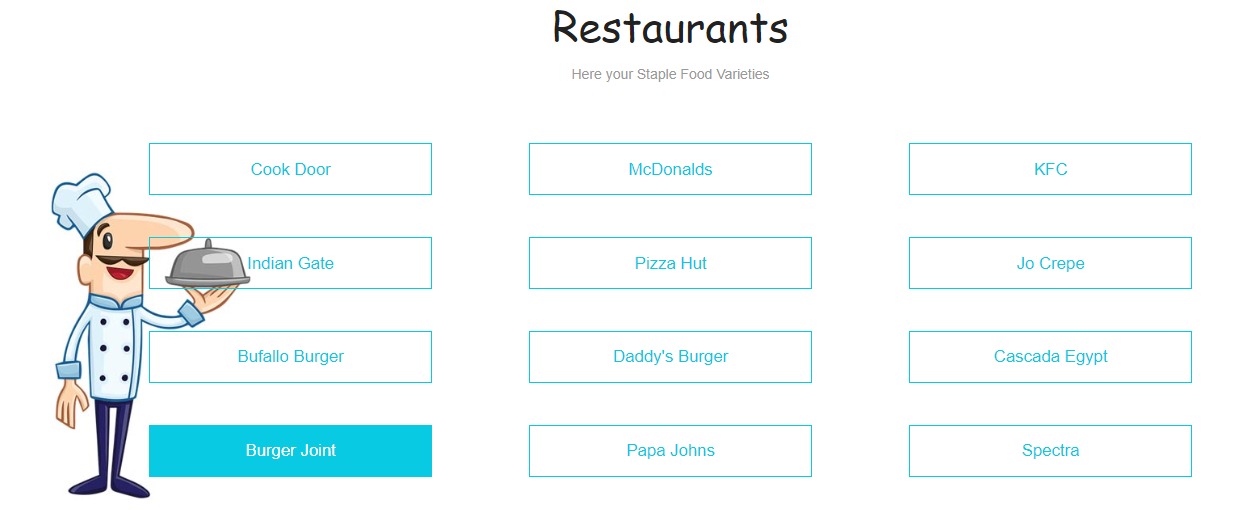 Restaurants
Here your Staple Food Varieties
Cook Door
McDonalds
KFC
Indian Gate
Pizza Hut
Jo Crepe
Bufallo Burger
Daddy's Burger
Cascada Egypt
Burger Joint
Papa Johns
Spectra